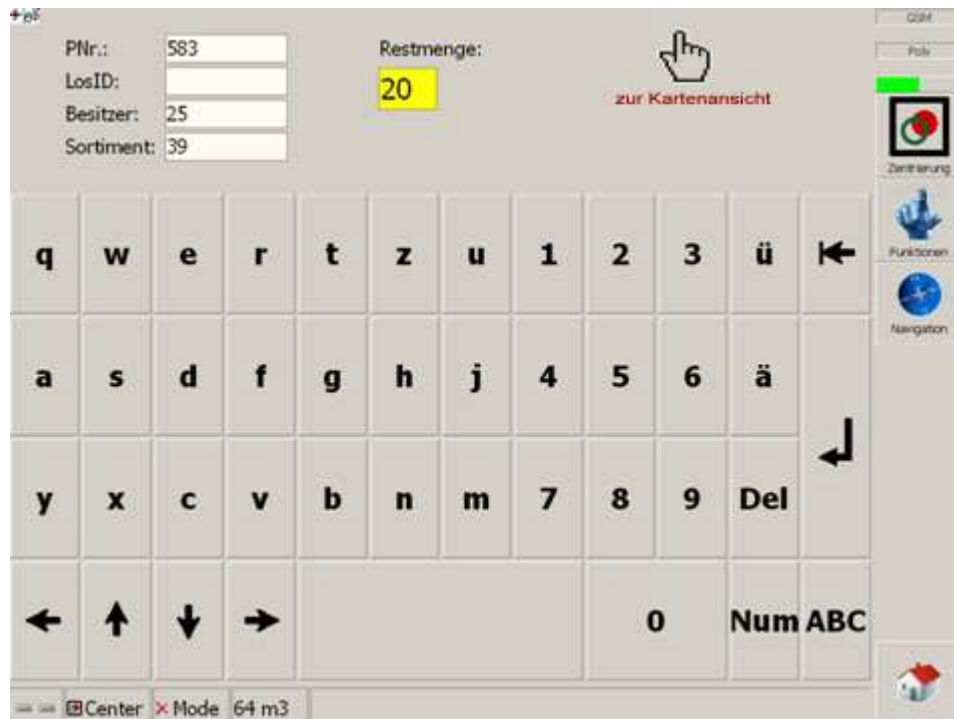 GSM
PNr.: 583 Restmenge:
Poly
LosID:
20
zur Kartenansicht
Besitzer: 25
Sortiment: 39
Zentrierung
q w e r t z u 1 2 3 ü
Funktionen
Navigation
a s d f g h j 4 5 6 ä
y x c v b n m 7 8 9 Del
0 Num ABC
Center Mode 64 m3